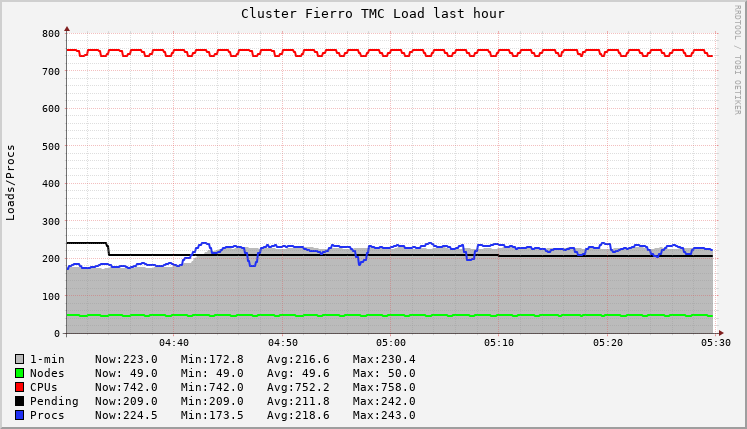 Cluster Fierro TMC Load last hour
RRDTOOL / TOBI OETIKER
Loads/Procs
800
700
600
500
400
300
200
100
0
04:40 04:50 05:00 05:10 05:20 05:30
1-min Now:223.0 Min:172.8 Avg:216.6 Max:230.4
Nodes Now: 49.0 Min: 49.0 Avg: 49.6 Max: 50.0
CPUs Now:742.0 Min:742.0 Avg:752.2 Max:758.0
Pending Now:209.0 Min:209.0 Avg:211.8 Max:242.0
Procs Now:224.5 Min:173.5 Avg:218.6 Max:243.0